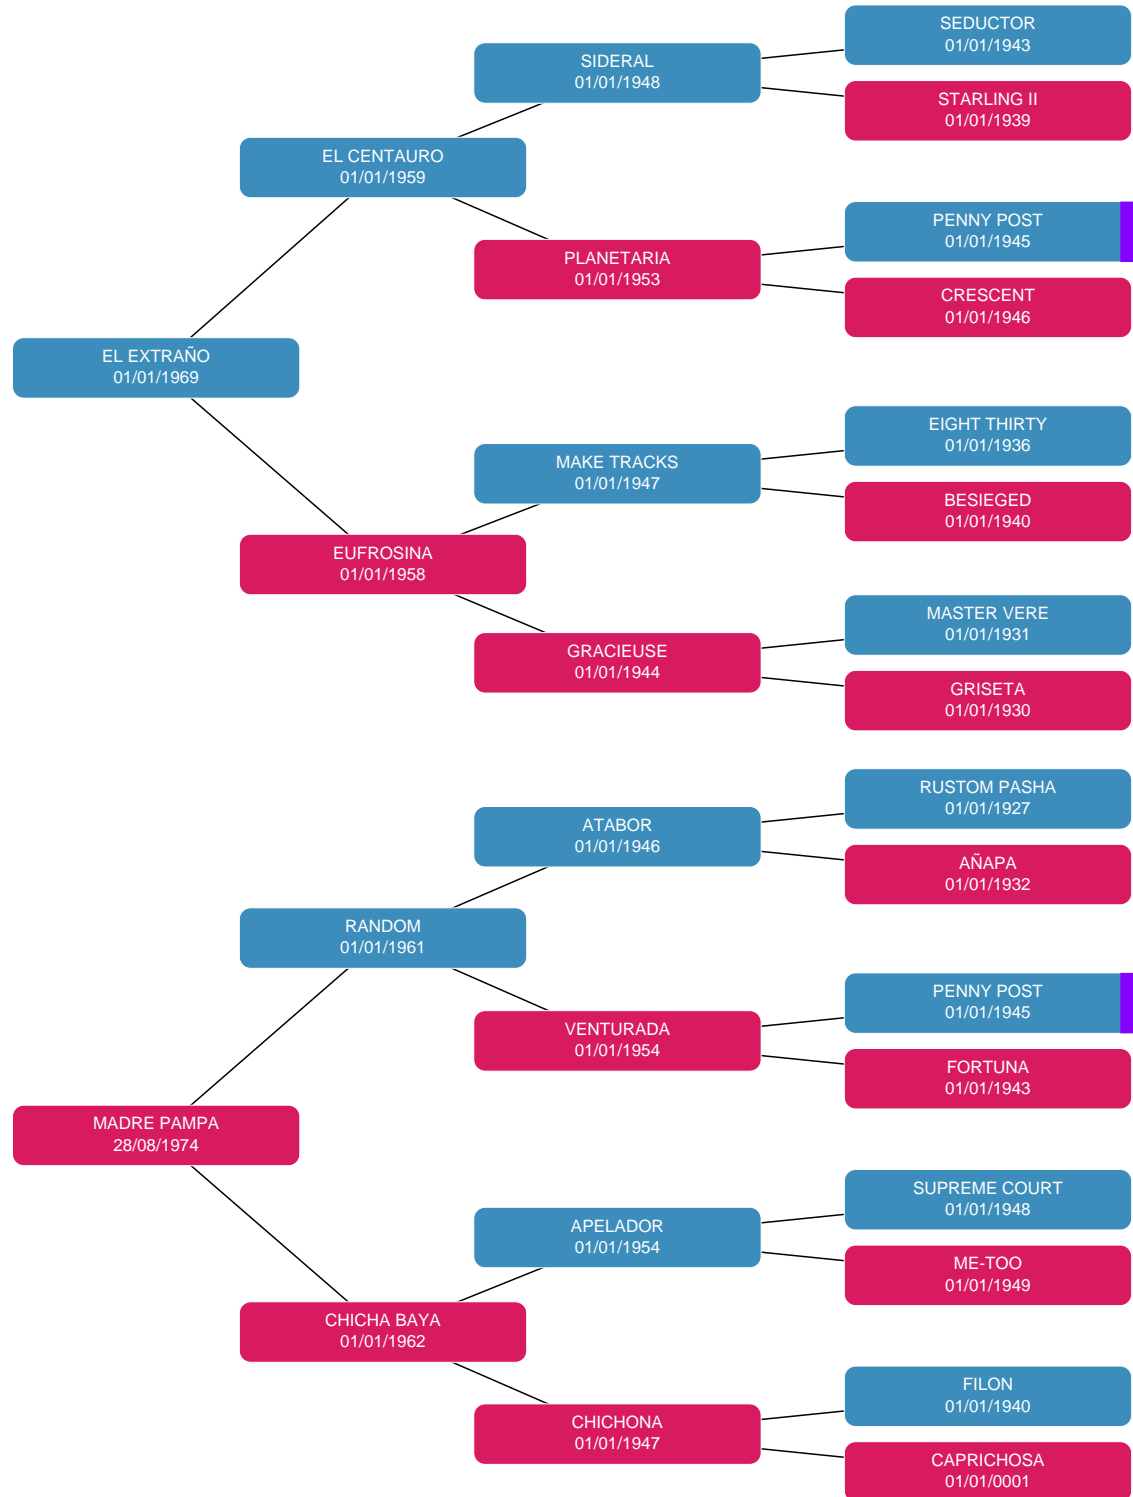 SEDUCTOR
01/01/1943
SIDERAL
01/01/1948
STARLING II
01/01/1939
EL CENTAURO
01/01/1959
PENNY POST
01/01/1945
PLANETARIA
01/01/1953
CRESCENT
01/01/1946
EL EXTRAÑO
01/01/1969
EIGHT THIRTY
01/01/1936
MAKE TRACKS
01/01/1947
BESIEGED
01/01/1940
EUFROSINA
01/01/1958
MASTER VERE
01/01/1931
GRACIEUSE
01/01/1944
GRISETA
01/01/1930
RUSTOM PASHA
01/01/1927
ATABOR
01/01/1946
AÑAPA
01/01/1932
RANDOM
01/01/1961
PENNY POST
01/01/1945
VENTURADA
01/01/1954
FORTUNA
01/01/1943
MADRE PAMPA
28/08/1974
SUPREME COURT
01/01/1948
APELADOR
01/01/1954
ME-TOO
01/01/1949
CHICHA BAYA
01/01/1962
FILON
01/01/1940
CHICHONA
01/01/1947
CAPRICHOSA
01/01/0001